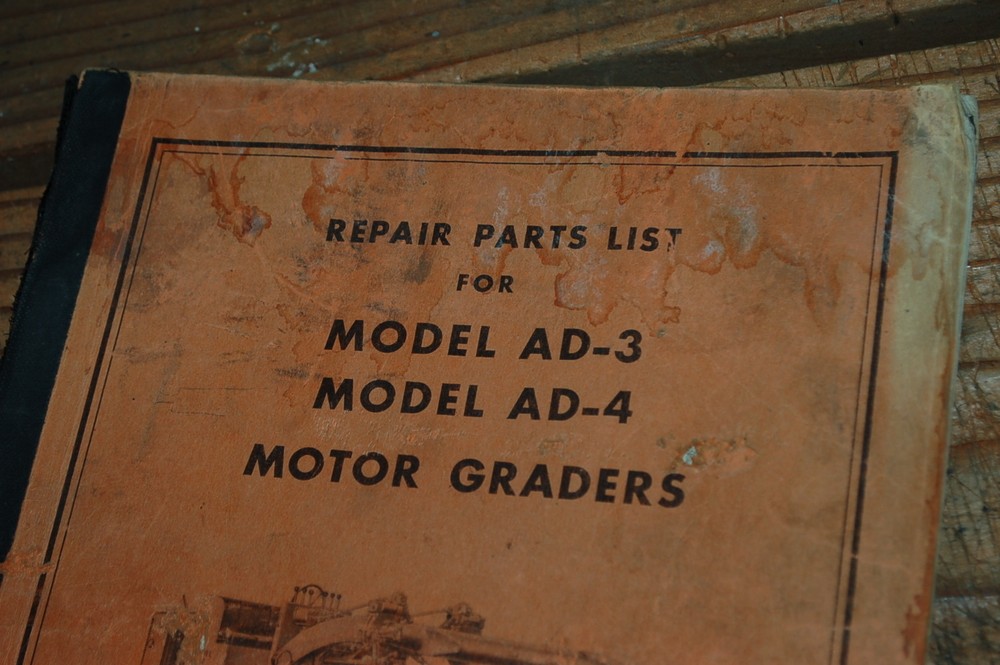 REPAIR PARTS LIST
FOR
MODEL AD-3
MODEL AD-4
MOTOR GRADERS